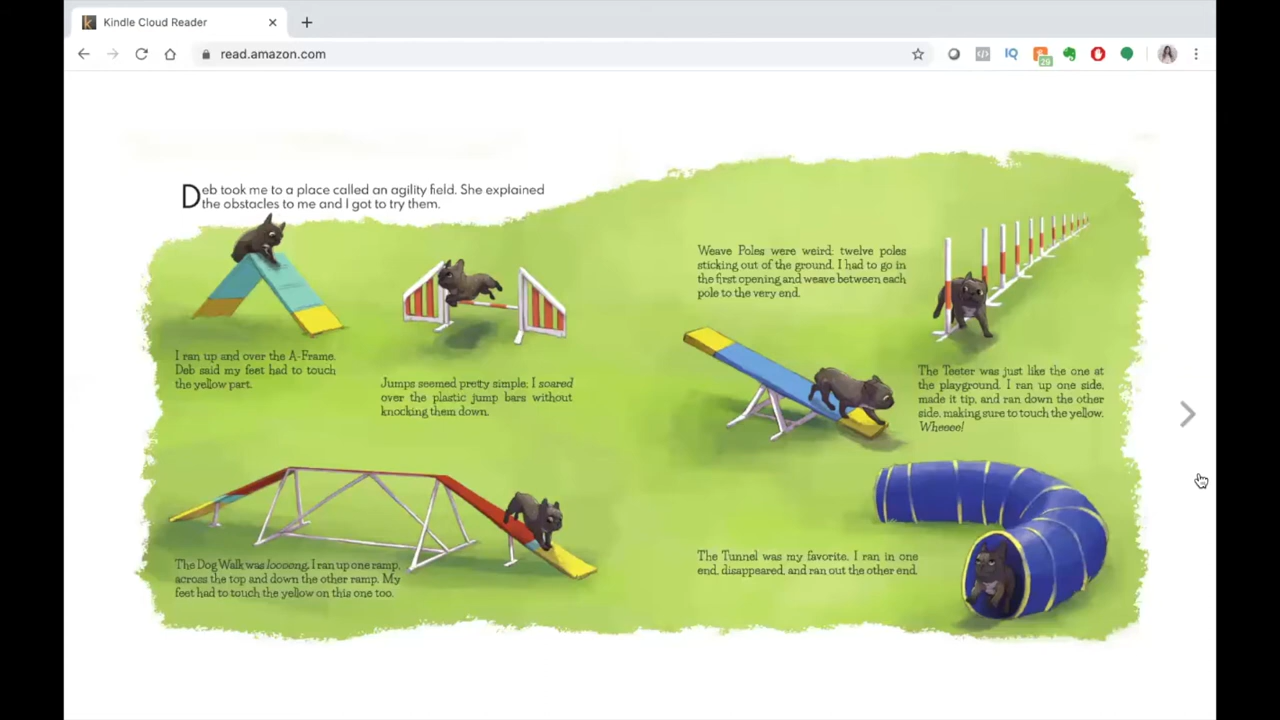 Kindle Cloud Reader
read.amazon.com
IQ
29
Deb took me to a place called an agility field. She explained
the obstacles to me and I got to try them.
I ran up and over the A-Frame.
Deb said my feet had to touch
the yellow part.
Jumps seemed pretty simple; I soared
over the plastic jump bars without
knocking them down.
The Dog Walk was loooong. I ran up one ramp,
across the top and down the other ramp. My
feet had to touch the yellow on this one too.
Weave Poles were weird: twelve poles
sticking out of the ground. I had to go in
the first opening and weave between each
pole to the very end.
The Teeter was just like the one at
the playground. I ran up one side,
made it tip, and ran down the other
side, making sure to touch the yellow.
Wheeee!
The Tunnel was my favorite. I ran in one
end, disappeared, and ran out the other end.